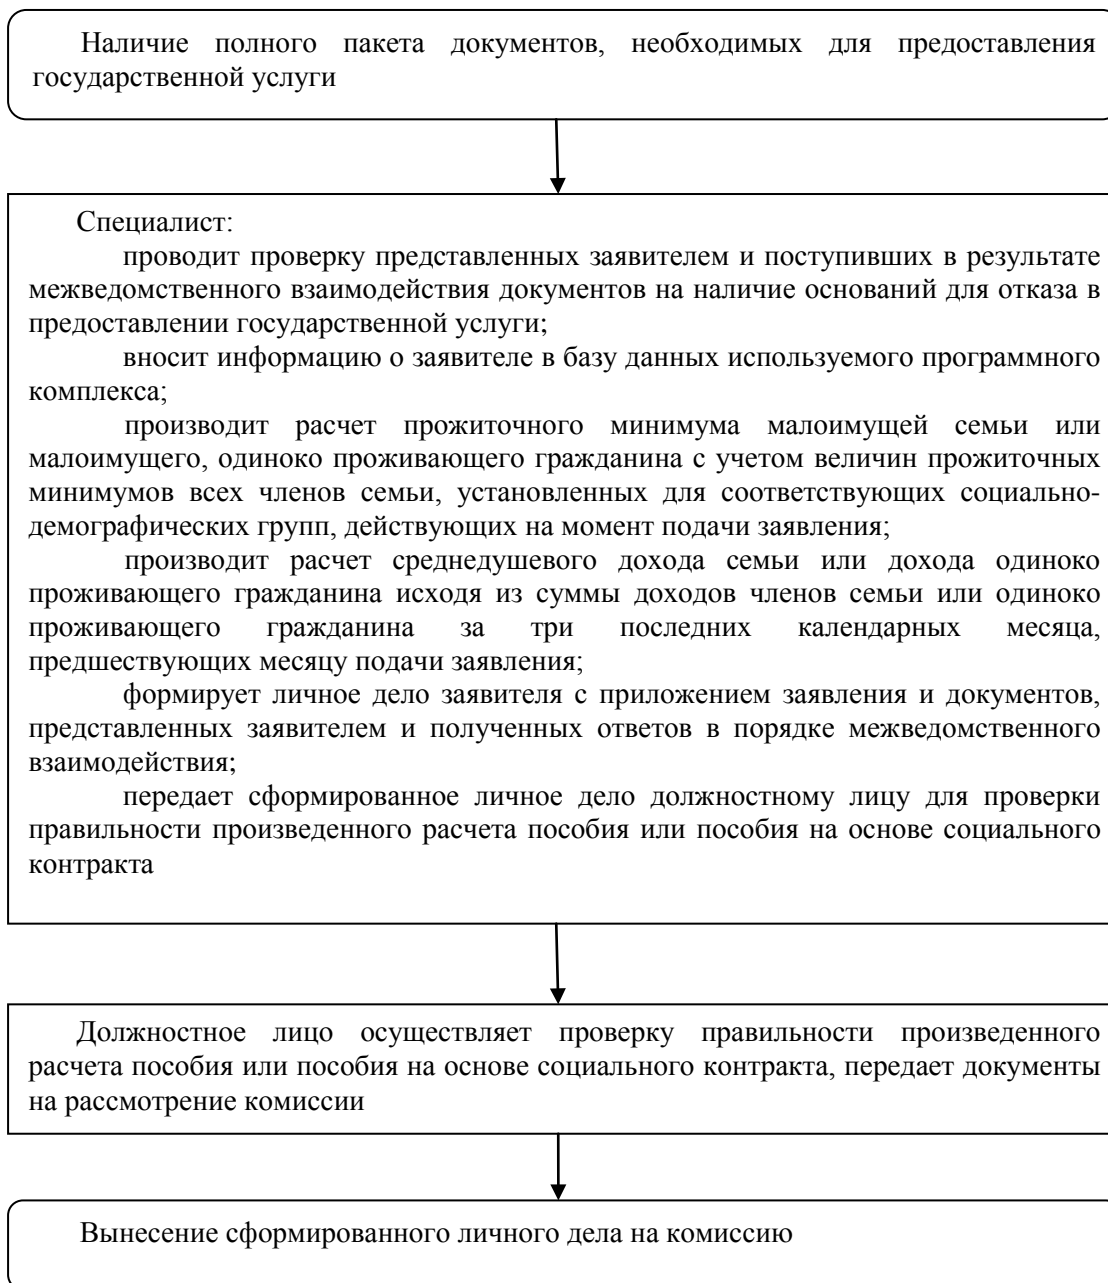 Наличие полного пакета документов, необходимых для предоставления
государственной услуги
Специалист:
проводит проверку представленных заявителем и поступивших в результате
межведомственного взаимодействия документов на наличие оснований для отказа в
предоставлении государственной услуги;
вносит информацию о заявителе в базу данных используемого программного
комплекса;
производит расчет прожиточного минимума малоимущей семьи или
малоимущего, одиноко проживающего гражданина с учетом величин прожиточных
минимумов всех членов семьи, установленных для соответствующих социально-
демографических групп, действующих на момент подачи заявления;
производит расчет среднедушевого дохода семьи или дохода одиноко
проживающего гражданина исходя из суммы доходов членов семьи или одиноко
проживающего гражданина за три последних календарных месяца,
предшествующих месяцу подачи заявления;
формирует личное дело заявителя с приложением заявления и документов,
представленных заявителем и полученных ответов в порядке межведомственного
взаимодействия;
передает сформированное личное дело должностному лицу для проверки
правильности произведенного расчета пособия или пособия на основе социального
контракта
Должностное лицо осуществляет проверку правильности произведенного
расчета пособия или пособия на основе социального контракта, передает документы
на рассмотрение комиссии
Вынесение сформированного личного дела на комиссию